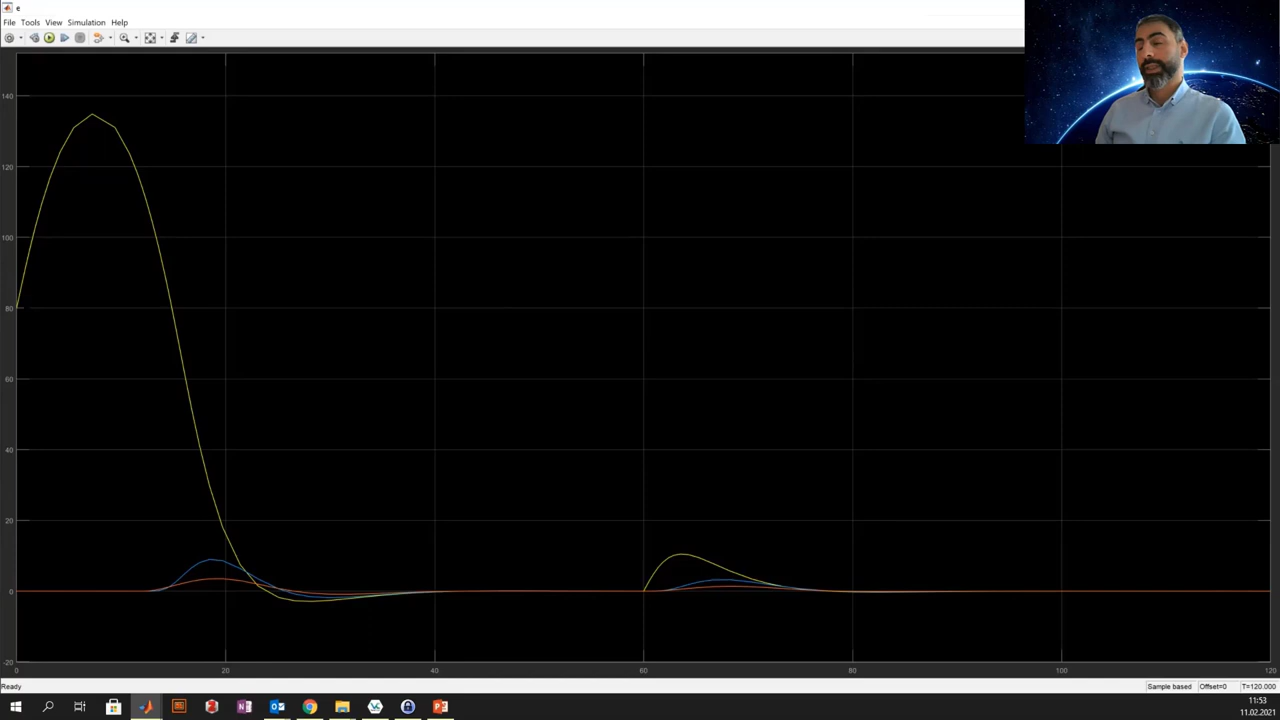 e
File Tools View Simulation Help
140
120
100
80
60
40
20
0
-20
0 20 40 60 80 100 120
Ready Sample based Offset=0 T=120.000
11:53
11.02.2021